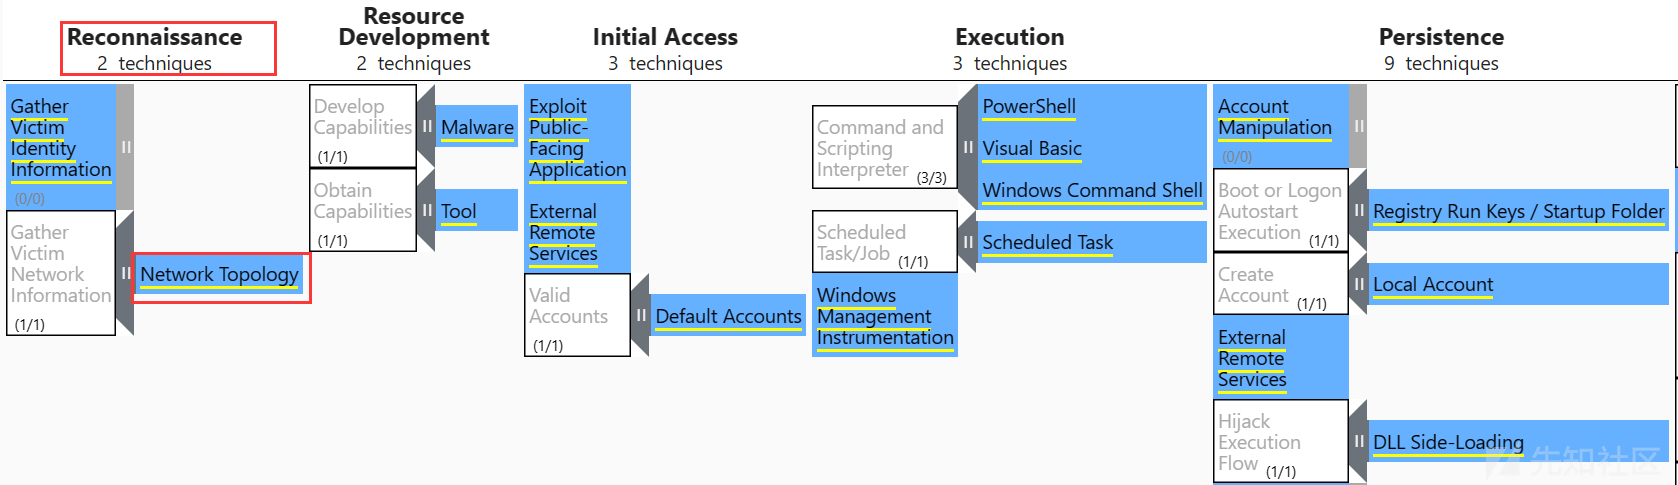 Reconnaissance
2 techniques
Gather
Victim
Identity
Information
(0/0)
Gather
Victim
Network
Information
(1/1)
Network Topology
Resource
Development
2 techniques
Develop
Capabilities
(1/1)
Malware
Obtain
Capabilities
(1/1)
Tool
Initial Access
3 techniques
Exploit
Public-
Facing
Application
External
Remote
Services
Valid
Accounts
(1/1)
Default Accounts
Execution
3 techniques
Command and
Scripting
Interpreter (3/3)
PowerShell
Visual Basic
Windows Command Shell
Scheduled
Task/Job (1/1)
Scheduled Task
Windows
Management
Instrumentation
Persistence
9 techniques
Account
Manipulation
(0/0)
Boot or Logon
Autostart
Execution (1/1)
Registry Run Keys / Startup Folder
Create
Account (1/1)
Local Account
External
Remote
Services
Hijack
Execution
Flow (1/1)
DLL Side-Loading
先知社区